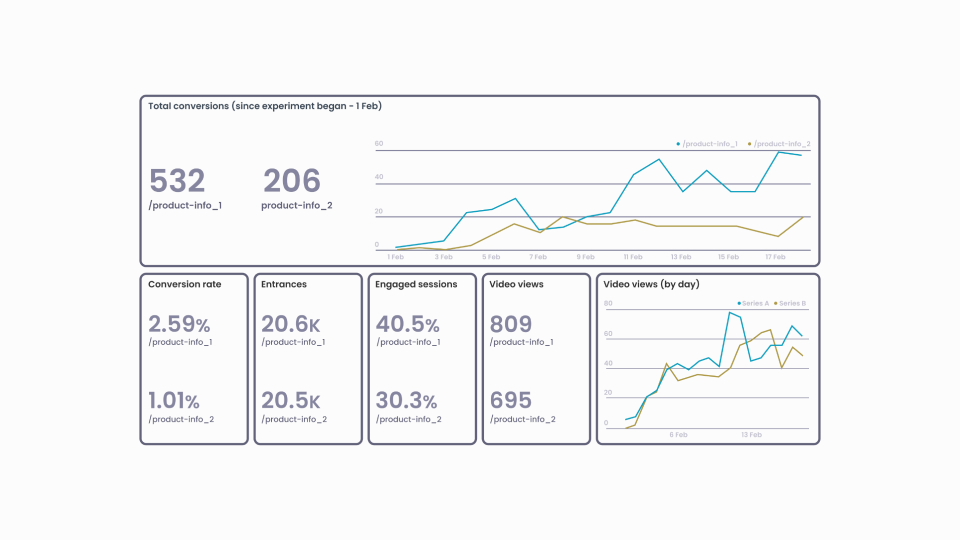 Total conversions (since experiment began - 1 Feb)
532
/product-info_1
206
product-info_2
/product-info_1
/product-info_2
60
40
20
0
1 Feb
3 Feb
5 Feb
7 Feb
9 Feb
11 Feb
13 Feb
15 Feb
17 Feb
Conversion rate
2.59%
/product-info_1
1.01%
/product-info_2
Entrances
20.6K
/product-info_1
20.5K
/product-info_2
Engaged sessions
40.5%
/product-info_1
30.3%
/product-info_2
Video views
809
/product-info_1
695
/product-info_2
Video views (by day)
Series A
Series B
80
60
40
20
0
6 Feb
13 Feb